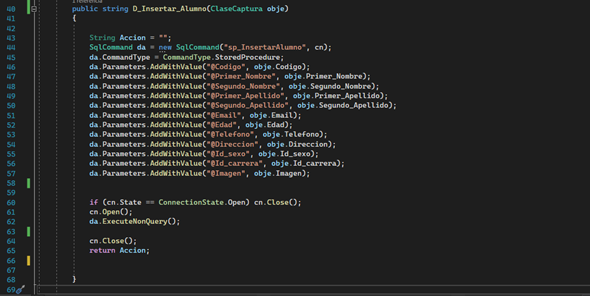 1 referencia
40 public string D_Insertar_Alumno(ClaseCaptura obje)
41 {
42
43 String Accion = "";
44 SqlCommand da = new SqlCommand("sp_InsertarAlumno", cn);
45 da.CommandType = CommandType.StoredProcedure;
46 da.Parameters.AddWithValue("@Codigo", obje.Codigo);
47 da.Parameters.AddWithValue("@Primer_Nombre", obje.Primer_Nombre);
48 da.Parameters.AddWithValue("@Segundo_Nombre", obje.Segundo_Nombre);
49 da.Parameters.AddWithValue("@Primer_Apellido", obje.Primer_Apellido);
50 da.Parameters.AddWithValue("@Segundo_Apellido", obje.Segundo_Apellido);
51 da.Parameters.AddWithValue("@Email", obje.Email);
52 da.Parameters.AddWithValue("@Edad", obje.Edad);
53 da.Parameters.AddWithValue("@Telefono", obje.Telefono);
54 da.Parameters.AddWithValue("@Direccion", obje.Direccion);
55 da.Parameters.AddWithValue("@Id_sexo", obje.Id_sexo);
56 da.Parameters.AddWithValue("@Id_carrera", obje.Id_carrera);
57 da.Parameters.AddWithValue("@Imagen", obje.Imagen);
58
59
60 if (cn.State == ConnectionState.Open) cn.Close();
61 cn.Open();
62 da.ExecuteNonQuery();
63
64 cn.Close();
65 return Accion;
66
67
68 }
69